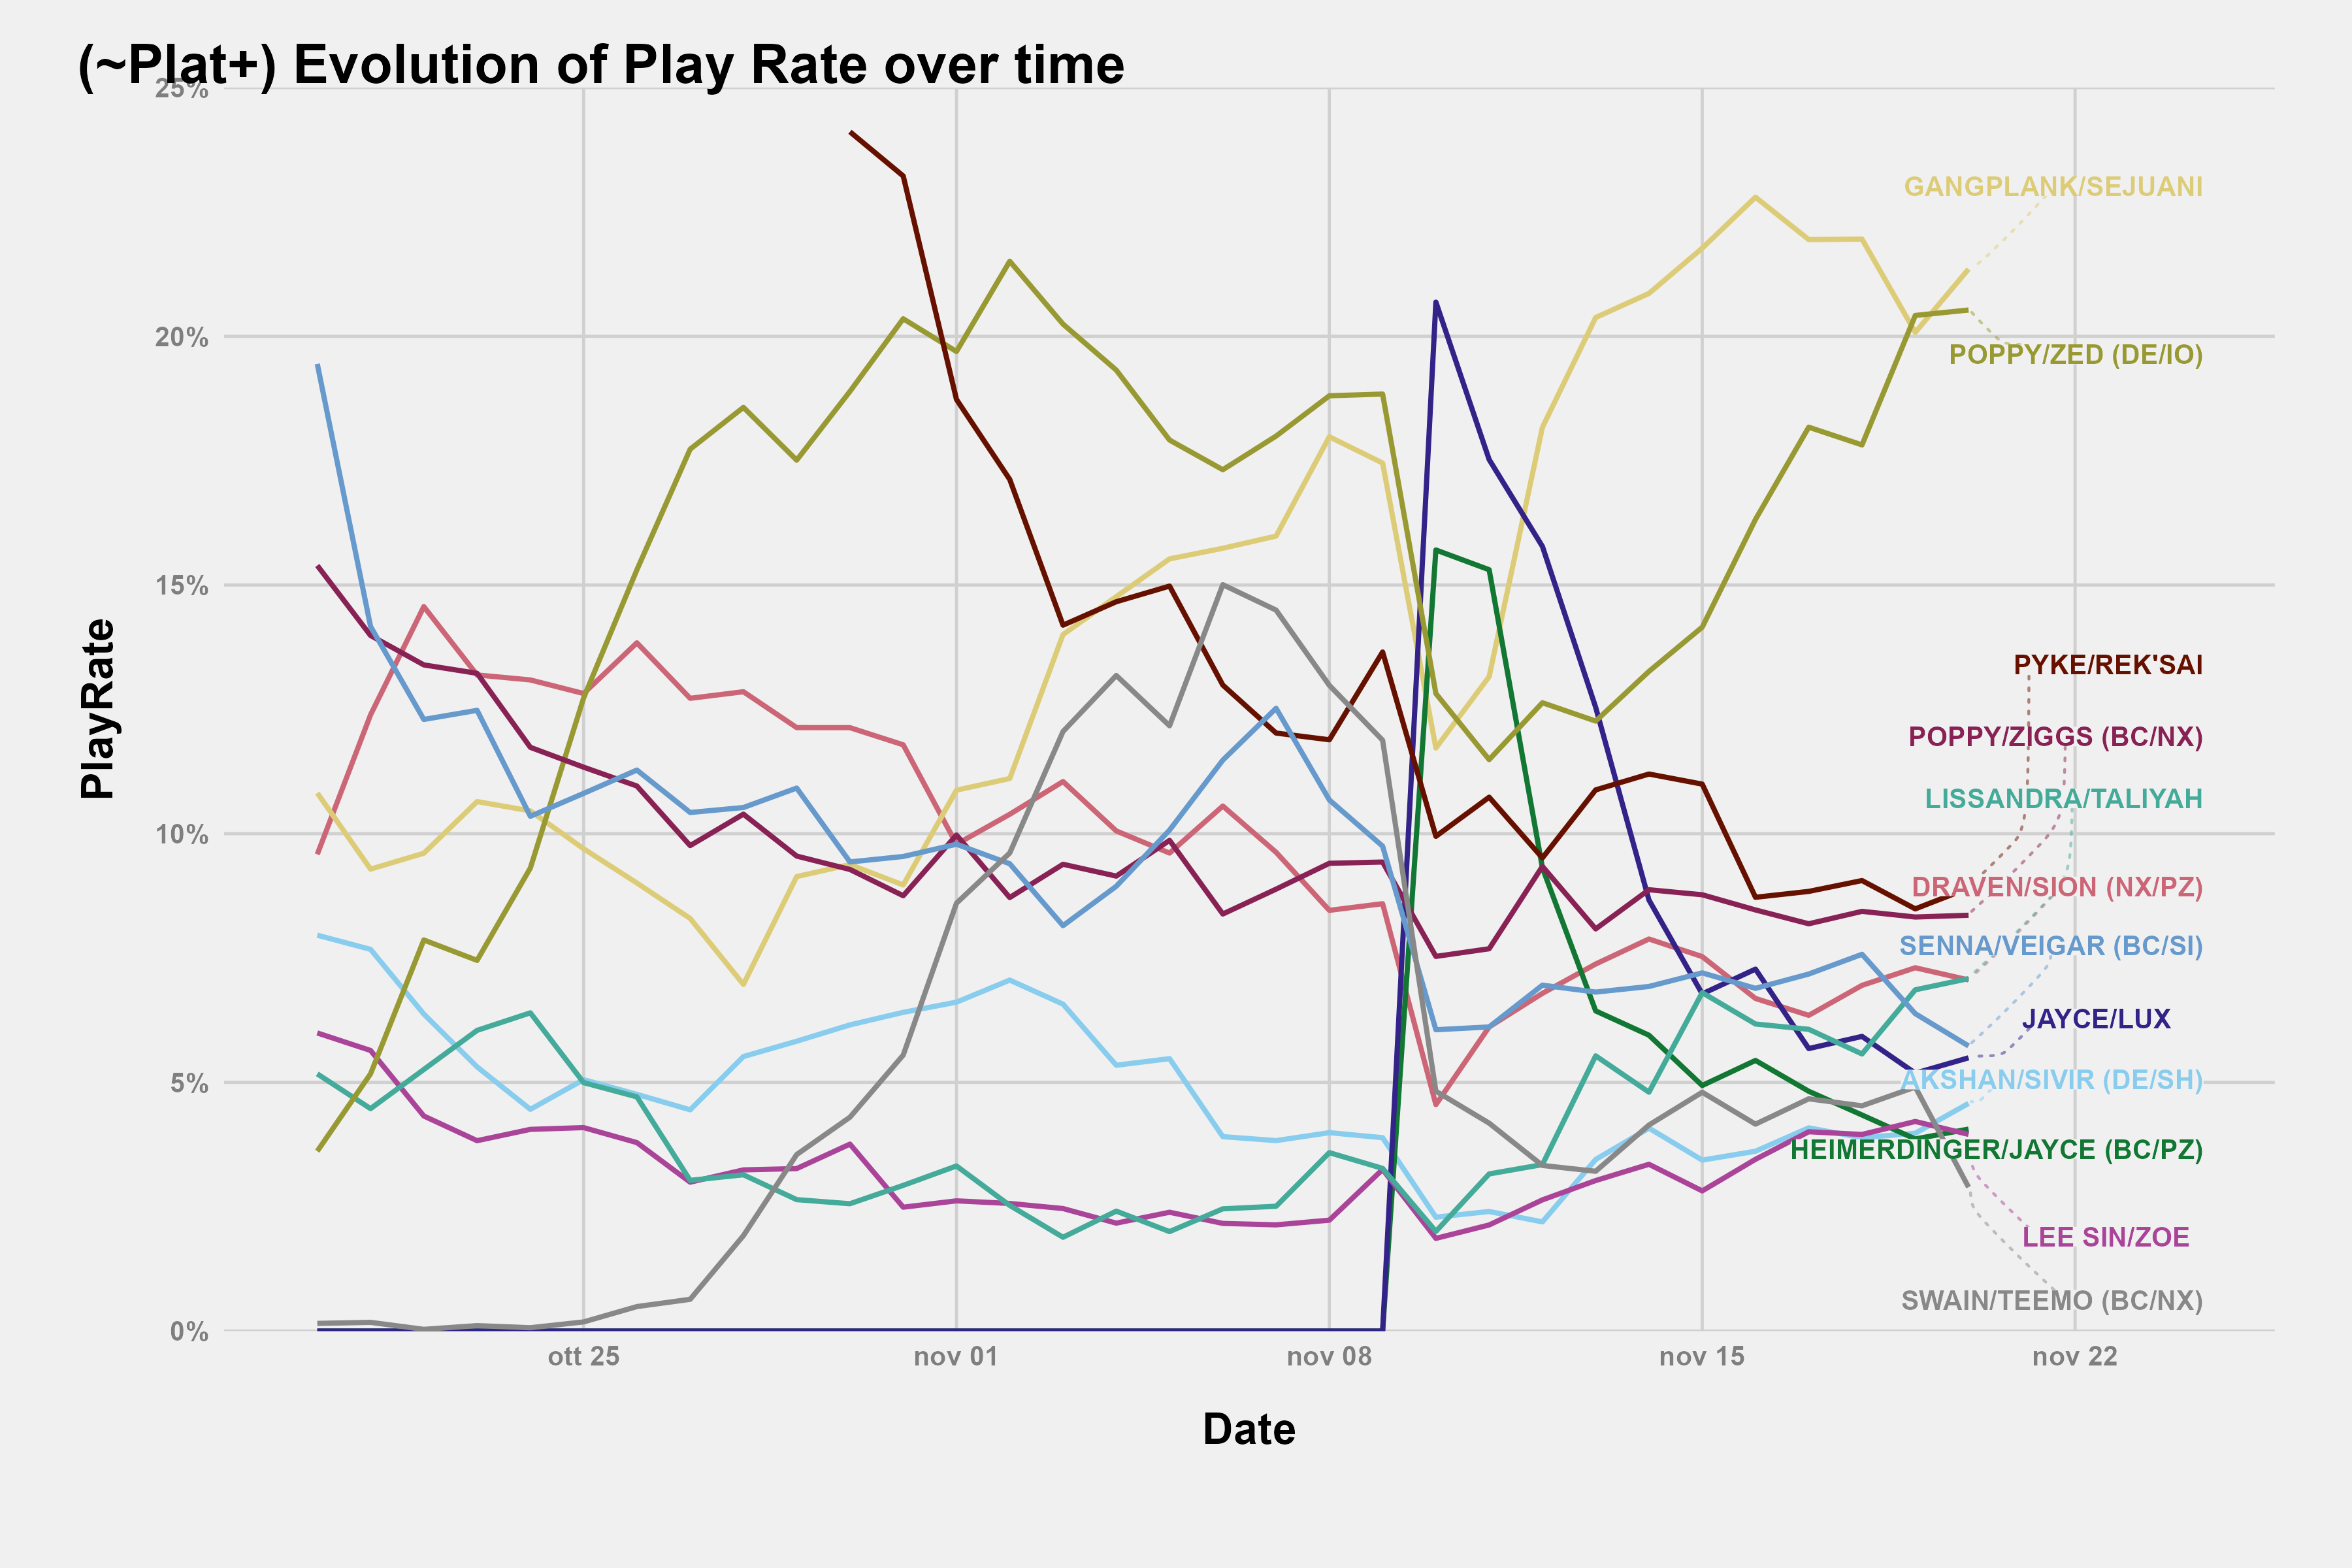 (~Plat+) Evolution of Play Rate over time
25%
GANGPLANK/SEJUANI
20%
POPPY/ZED (DE/IO)
15%
PlayRate
PYKE/REK'SAI
POPPY/ZIGGS (BC/NX)
LISSANDRA/TALIYAH
10%
DRAVEN/SION (NX/PZ)
SENNA/VEIGAR (BC/SI)
JAYCE/LUX
5%
AKSHAN/SIVIR (DE/SH)
HEIMERDINGER/JAYCE (BC/PZ)
LEE SIN/ZOE
SWAIN/TEEMO (BC/NX)
0%
ott 25
nov 01
nov 08
nov 15
nov 22
Date